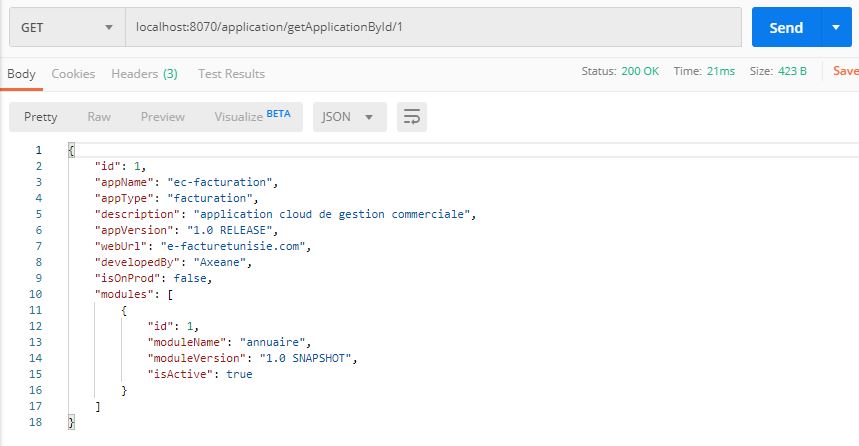 GET localhost:8070/application/getApplicationById/1 Send
Body Cookies Headers (3) Test Results Status: 200 OK Time: 21ms Size: 423 B Save
Pretty Raw Preview Visualize BETA JSON
1 {
2 "id": 1,
3 "appName": "ec-facturation",
4 "appType": "facturation",
5 "description": "application cloud de gestion commerciale",
6 "appVersion": "1.0 RELEASE",
7 "webUrl": "e-facturetunisie.com",
8 "developedBy": "Axeane",
9 "isOnProd": false,
10 "modules": [
11 {
12 "id": 1,
13 "moduleName": "annuaire",
14 "moduleVersion": "1.0 SNAPSHOT",
15 "isActive": true
16 }
17 ]
18 }